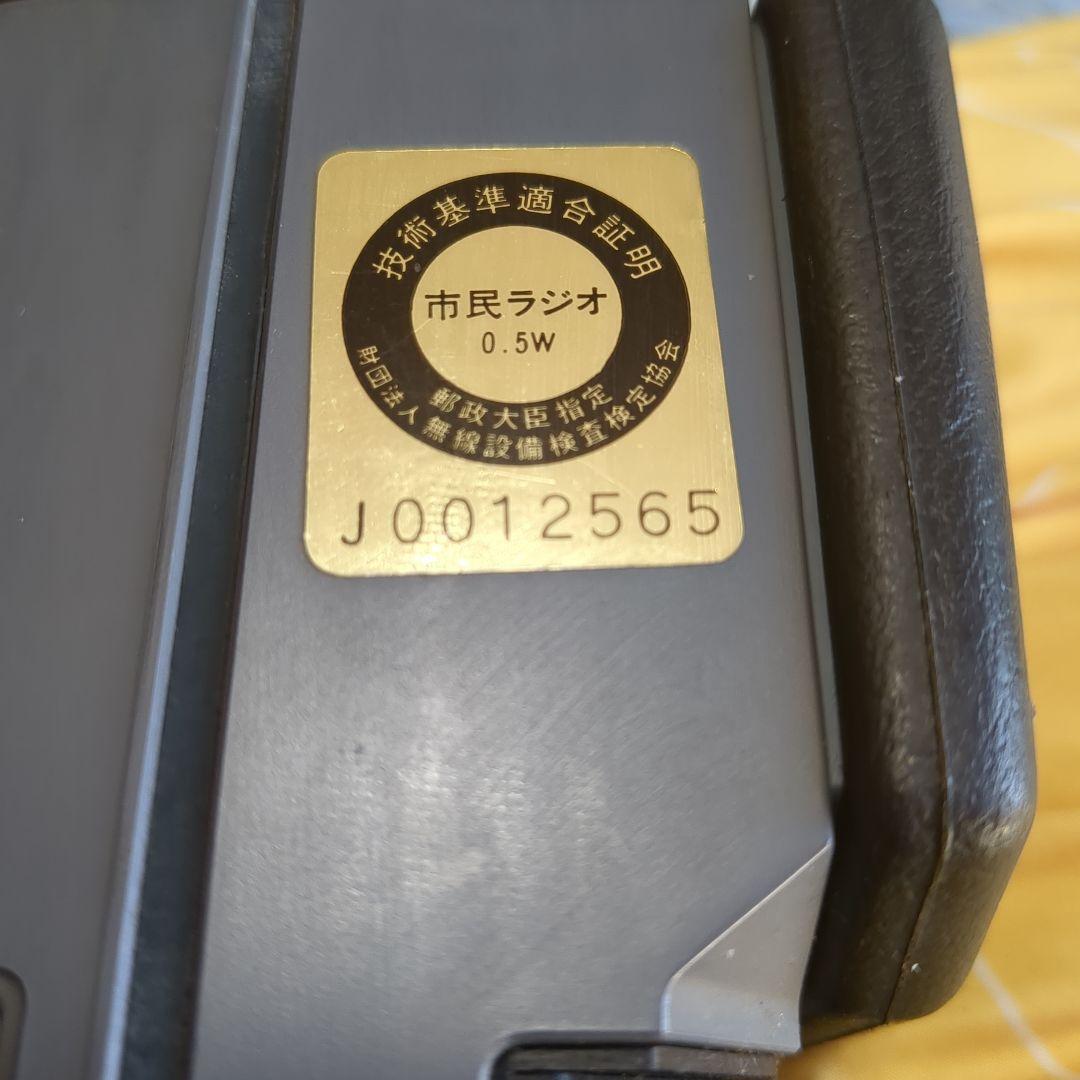 技術基準適合証明
市民ラジオ
0.5W
郵政大臣指定
財団法人無線設備検査検定協会
J0012565